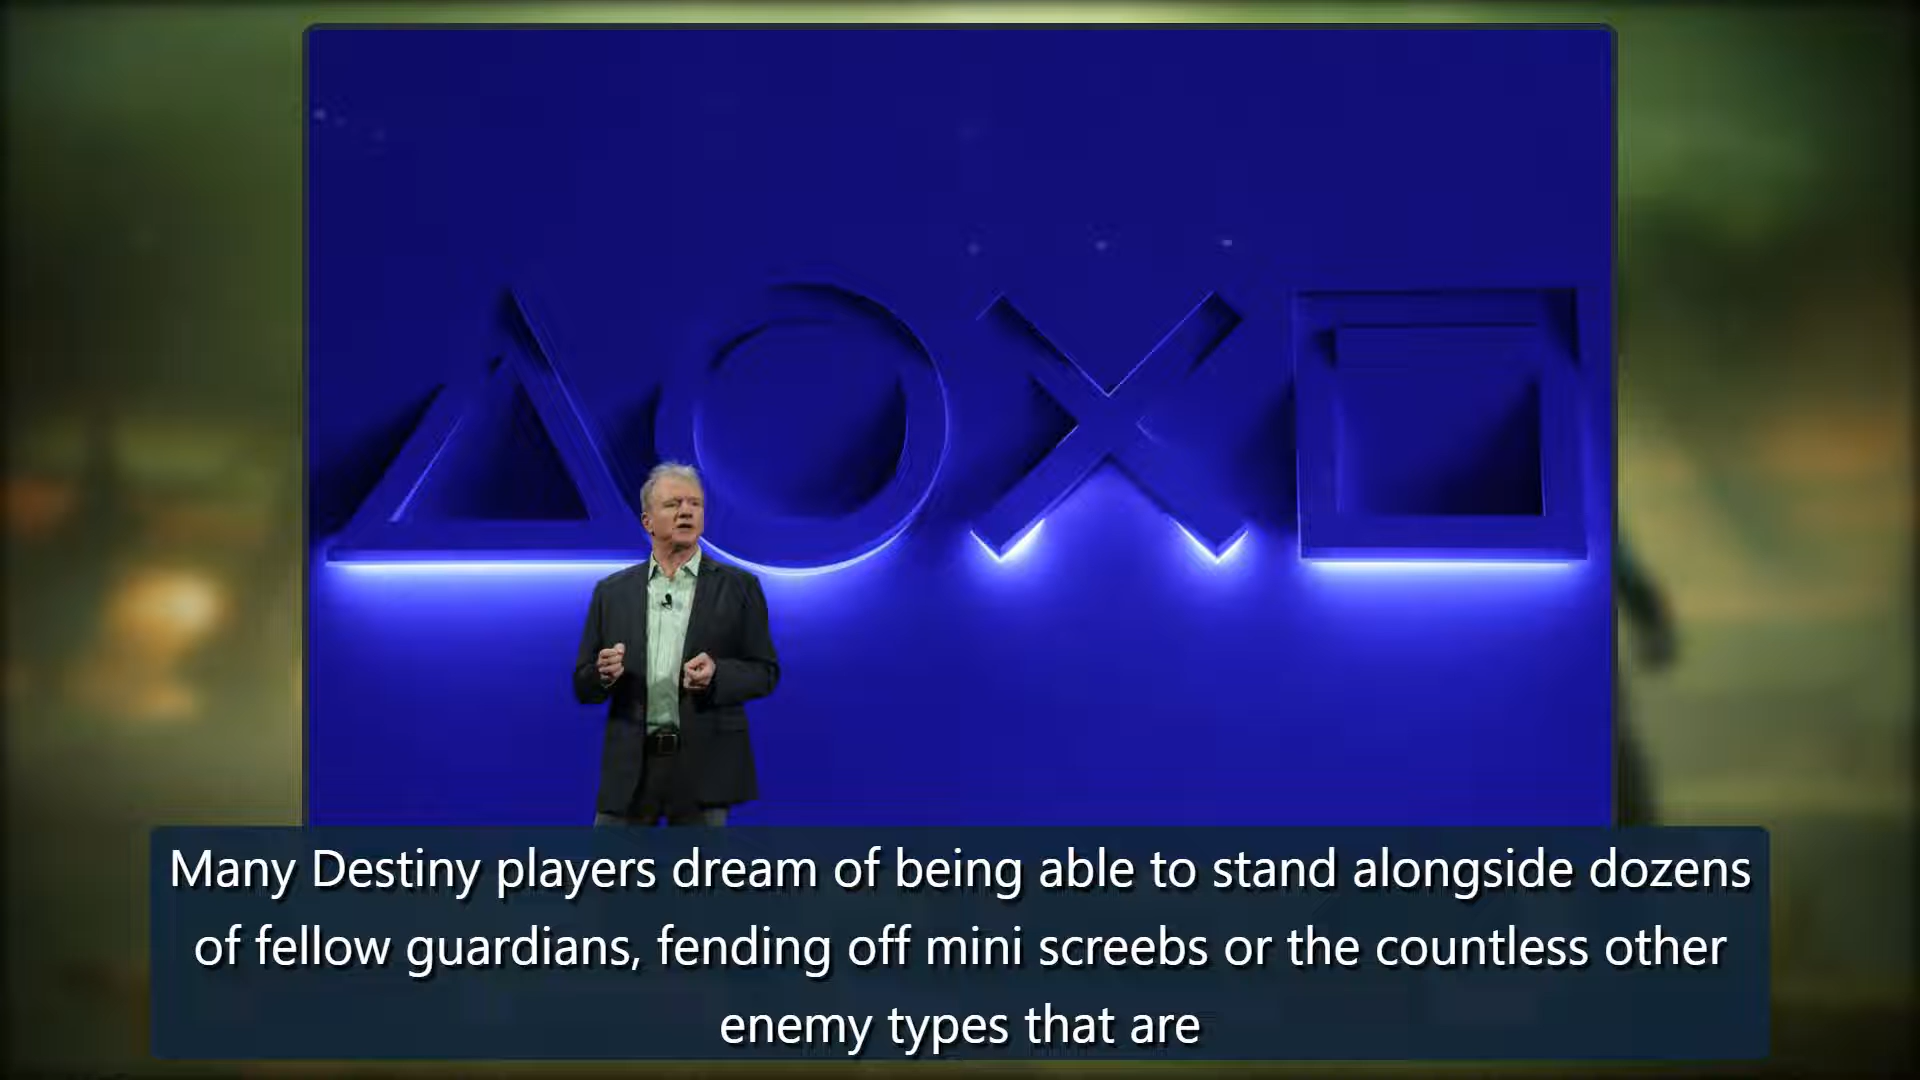 Many Destiny players dream of being able to stand alongside dozens
of fellow guardians, fending off mini screebs or the countless other
enemy types that are